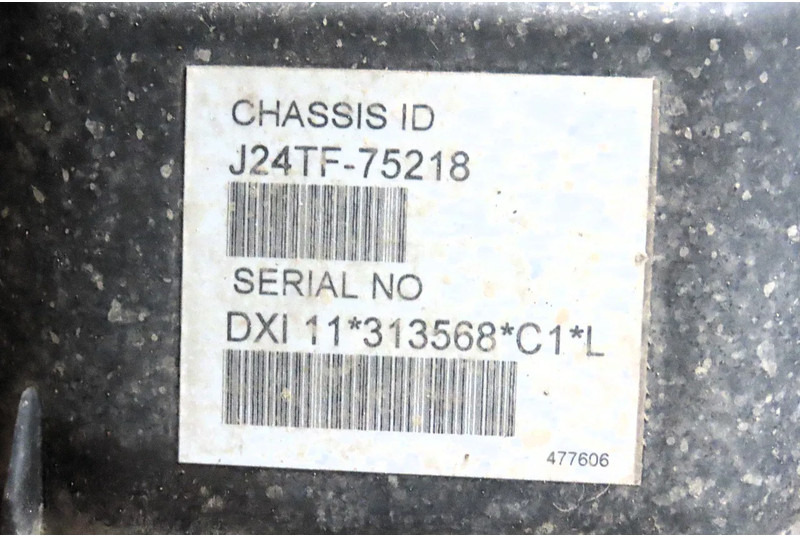 CHASSIS ID
J24TF-75218
SERIAL NO
DXI 11*313568*C1*L
477606